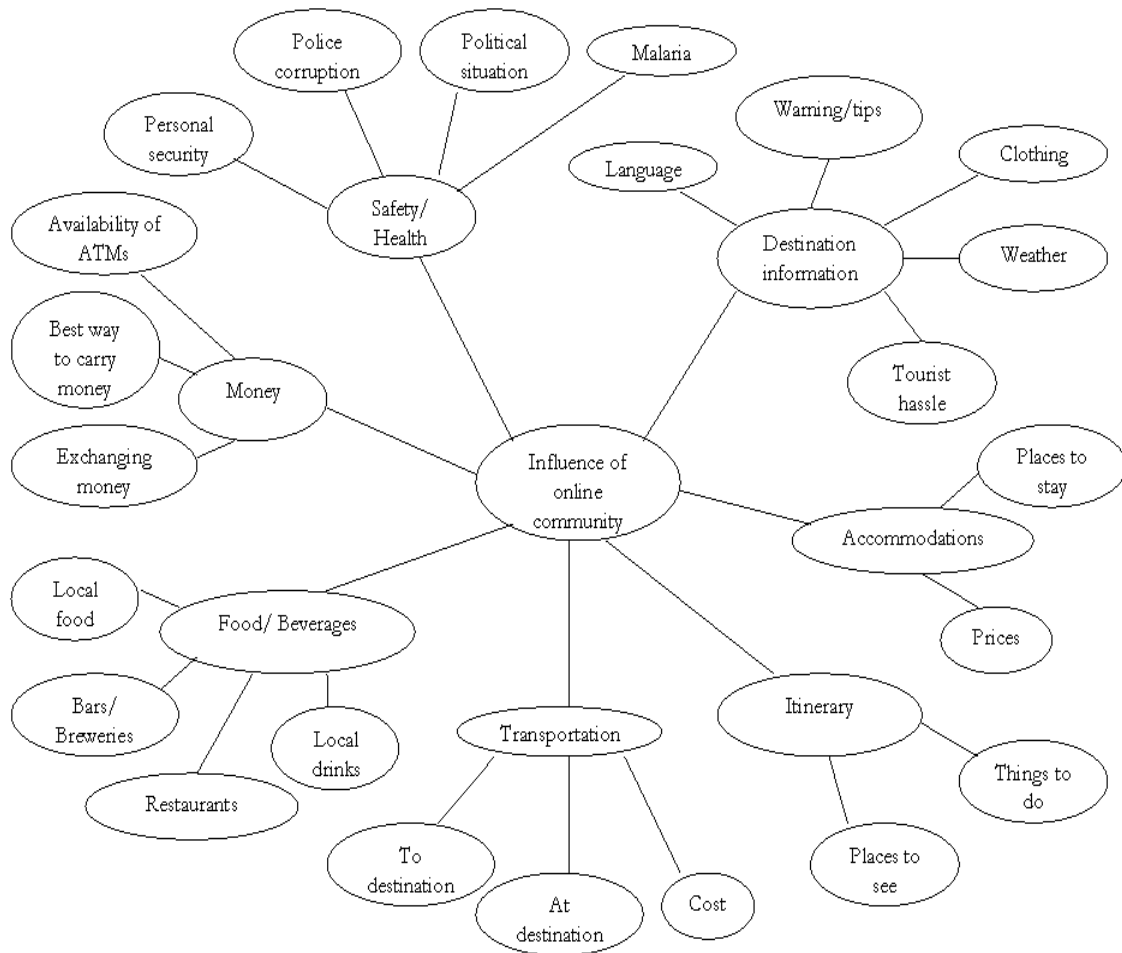 Police
corruption
Political
situation
Malaria
Personal
security
Safety/
Health
Warning/tips
Language
Clothing
Destination
information
Weather
Tourist
hassle
Availability of
ATMs
Best way
to carry
money
Money
Exchanging
money
Influence of
online
community
Places to
stay
Accommodations
Prices
Local
food
Food/ Beverages
Bars/
Breweries
Local
drinks
Restaurants
Transportation
To
destination
At
destination
Cost
Itinerary
Things to
do
Places to
see